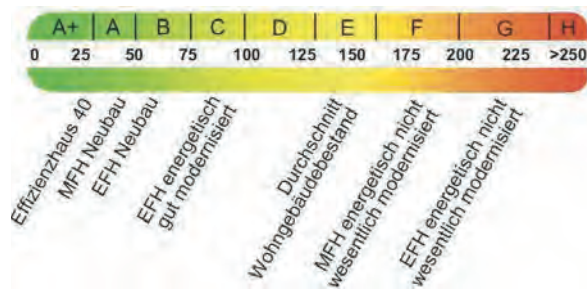 A+ A B C D E F G H
0 25 50 75 100 125 150 175 200 225 >250
Effizienzhaus 40
MFH Neubau
EFH Neubau
EFH energetisch
gut modernisiert
Durchschnitt
Wohngebäudebestand
MFH energetisch nicht
wesentlich modernisiert
EFH energetisch nicht
wesentlich modernisiert